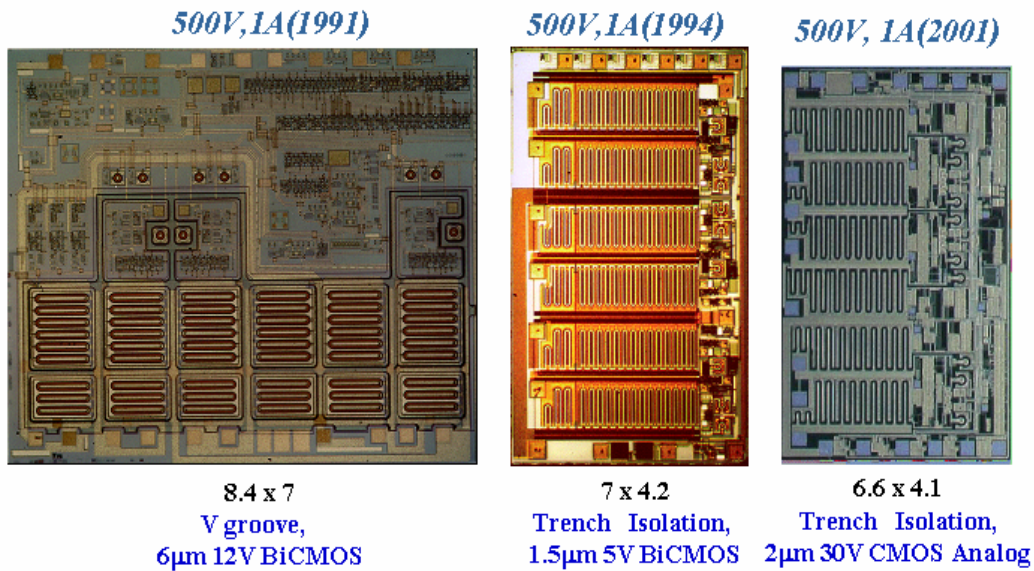 500V,1A(1991)
500V,1A(1994)
500V, 1A(2001)
8.4 x 7
V groove,
6μm 12V BiCMOS
7 x 4.2
Trench Isolation,
1.5μm 5V BiCMOS
6.6 x 4.1
Trench Isolation,
2μm 30V CMOS Analog